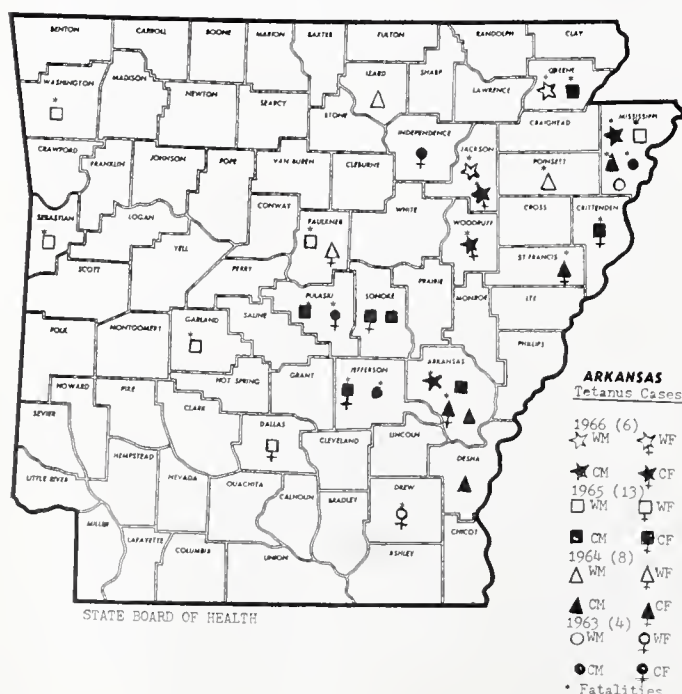 BENTON CARROLL BOONE MARION BAXTER FULTON RANDOLPH CLAY
WASHINGTON MADISON NEWTON SEARCY STONE IZARD SHARP LAWRENCE GREENE
CRAWFORD FRANKLIN JOHNSON POPE VAN BUREN CLEBURNE INDEPENDENCE JACKSON CRAIGHEAD POINSETT MISSISSIPPI
SEBASTIAN LOGAN CONWAY FAULKNER WHITE WOODRUFF CROSS CRITTENDEN
SCOTT YELL PERRY PULASKI PRAIRIE MONROE ST FRANCIS LEE
POLK MONTGOMERY GARLAND SALINE PHILLIPS
HOWARD PIKE HOT SPRING GRANT JEFFERSON ARKANSAS
SEVIER CLARK DALLAS CLEVELAND LINCOLN DESHA
LITTLE RIVER HEMPSTEAD NEVADA OUACHITA CALHOUN BRADLEY DREW
MILLER LAFAYETTE COLUMBIA UNION ASHLEY CHICOT
ARKANSAS
Tetanus Cases
1966 (6)
WM WF
CM CF
1965 (13)
WM WF
CM CF
1964 (8)
WM WF
CM CF
1963 (4)
WM WF
CM CF
* Fatalities
STATE BOARD OF HEALTH